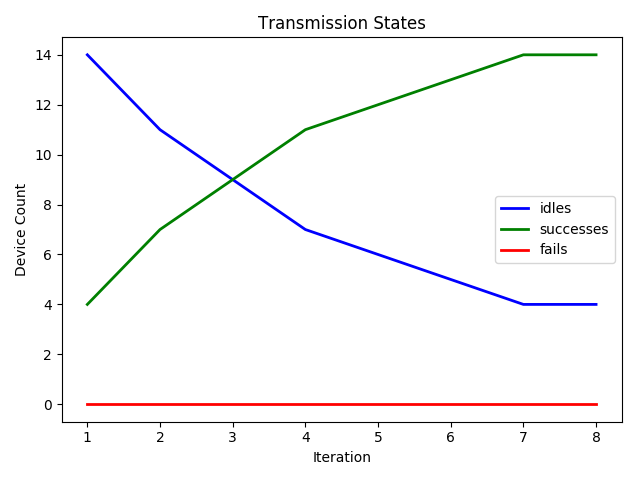 Transmission States
14
12
10
8
6
4
2
0
Device Count
idles
successes
fails
1 2 3 4 5 6 7 8
Iteration